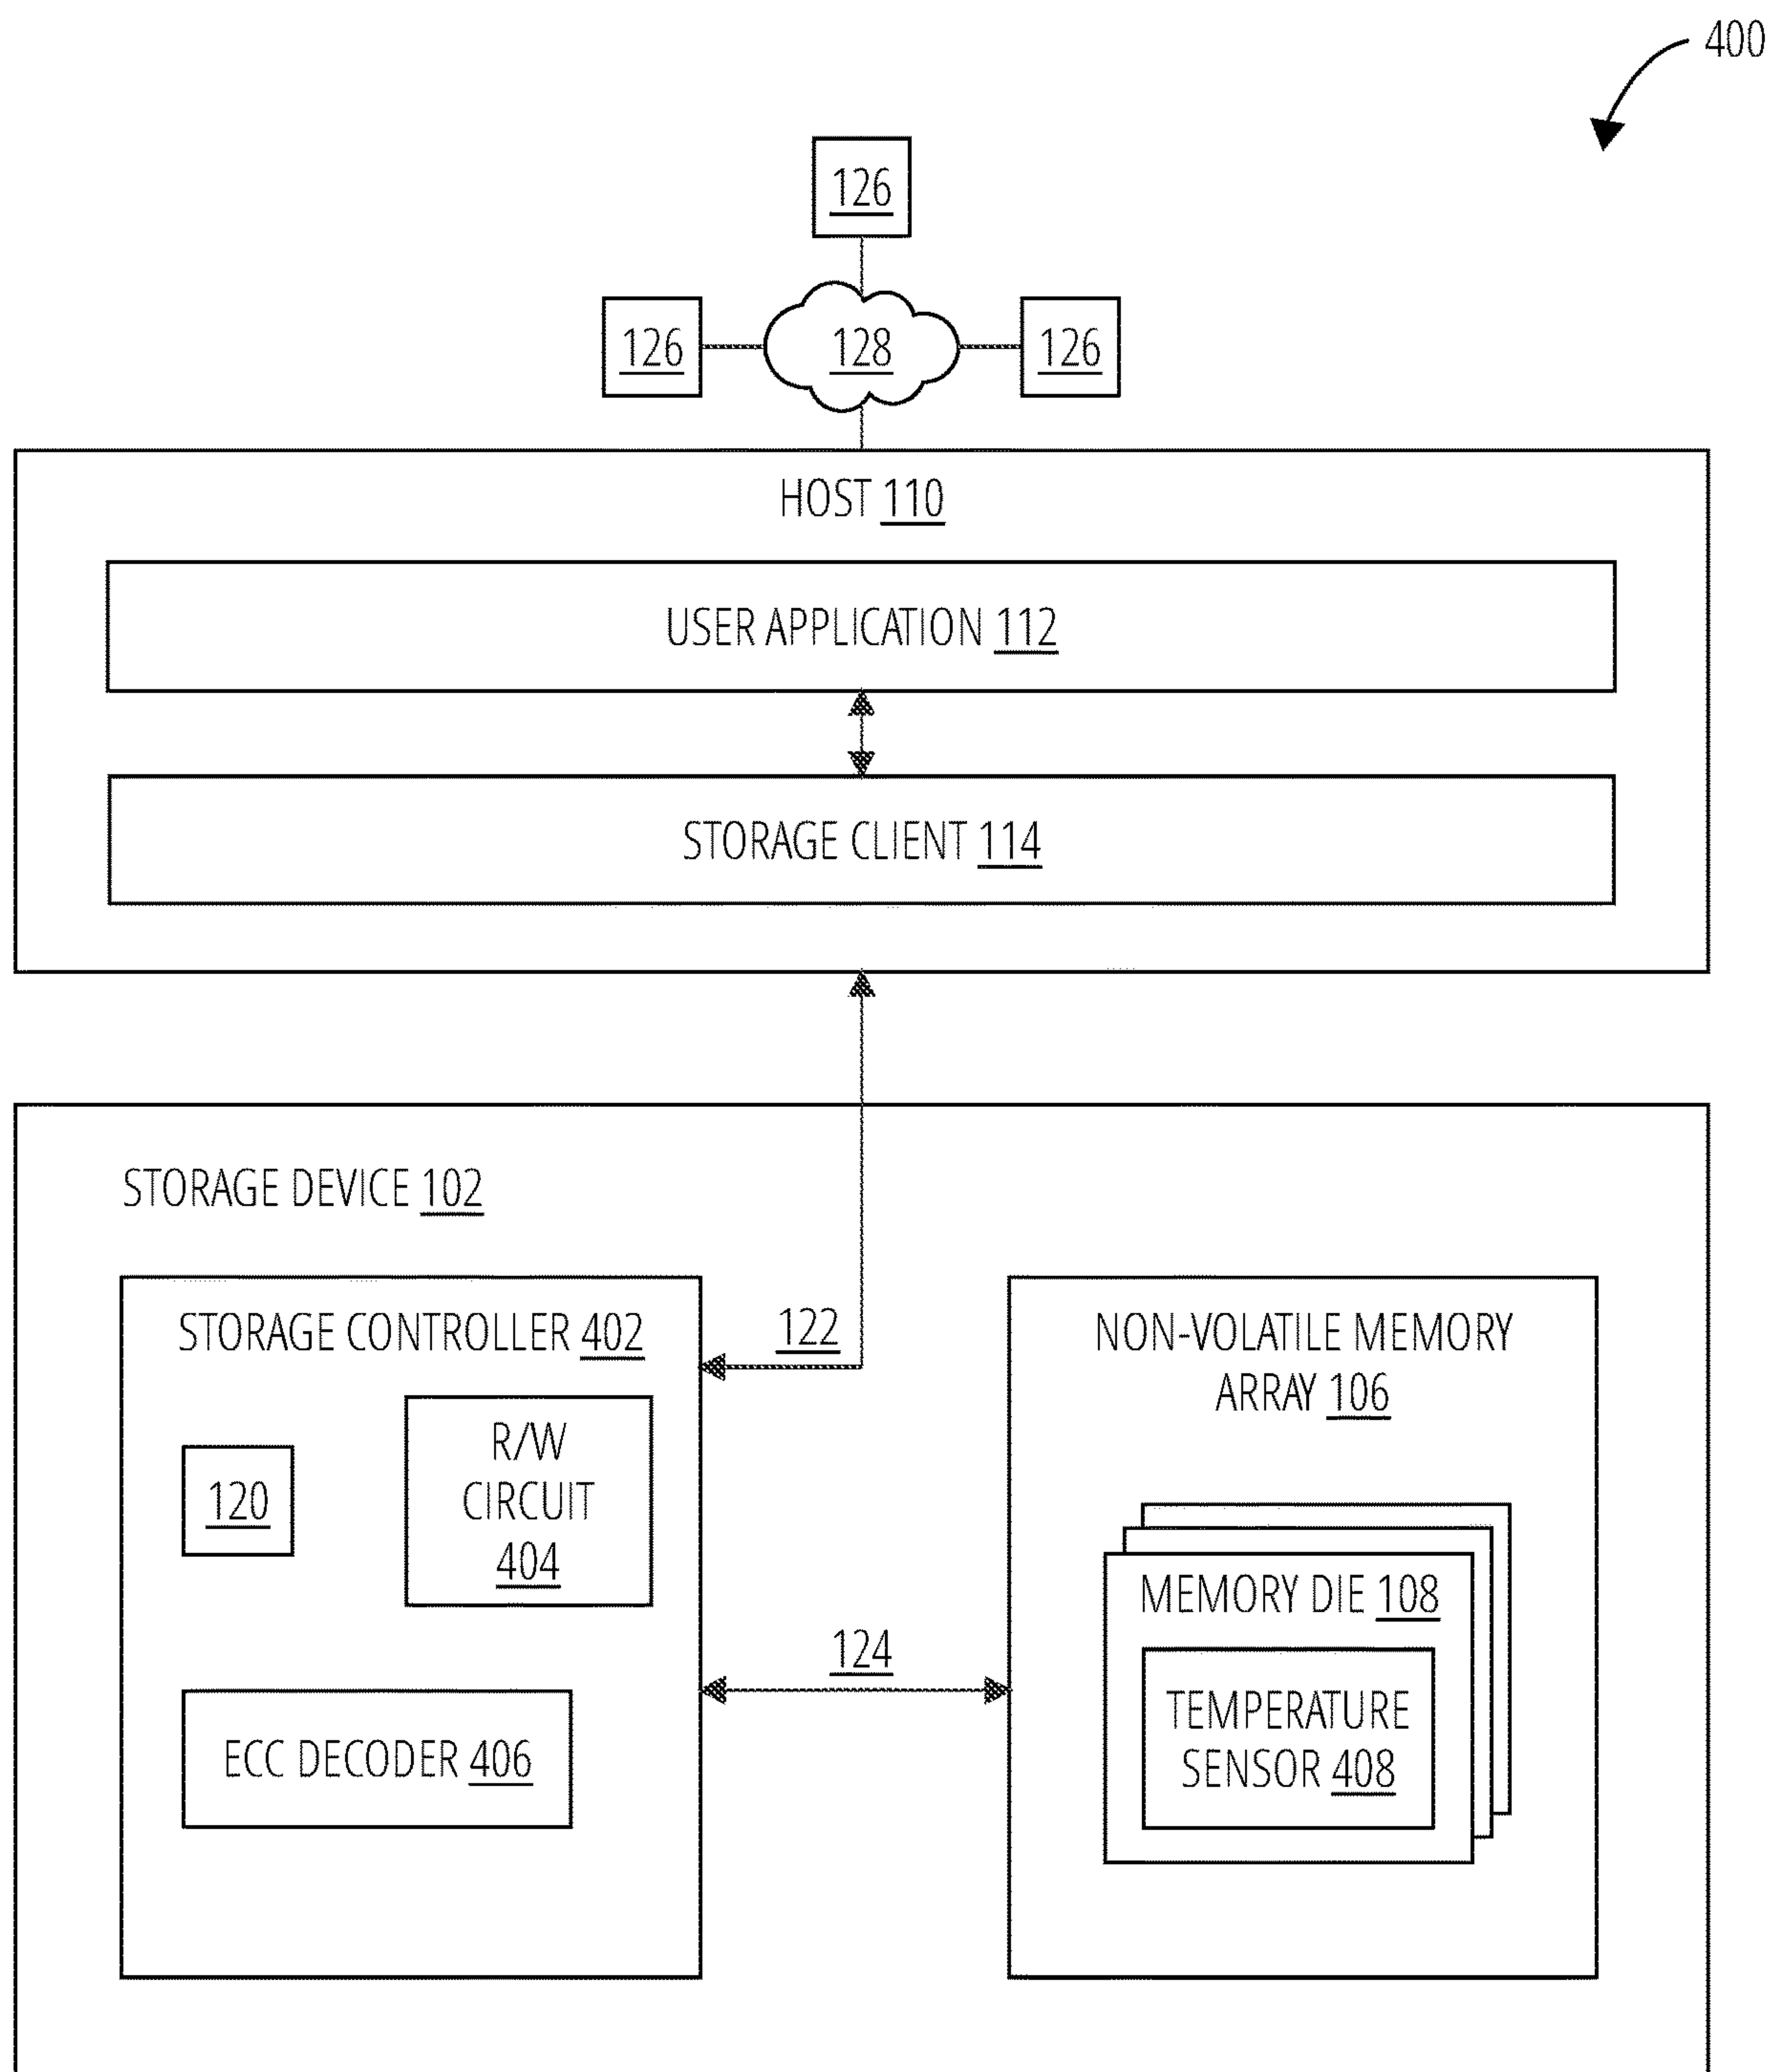 400
126
126
128
126
HOST 110
USER APPLICATION 112
STORAGE CLIENT 114
STORAGE DEVICE 102
STORAGE CONTROLLER 402
122
NON-VOLATILE MEMORY
ARRAY 106
R/W
CIRCUIT
404
120
MEMORY DIE 108
124
TEMPERATURE
SENSOR 408
ECC DECODER 406